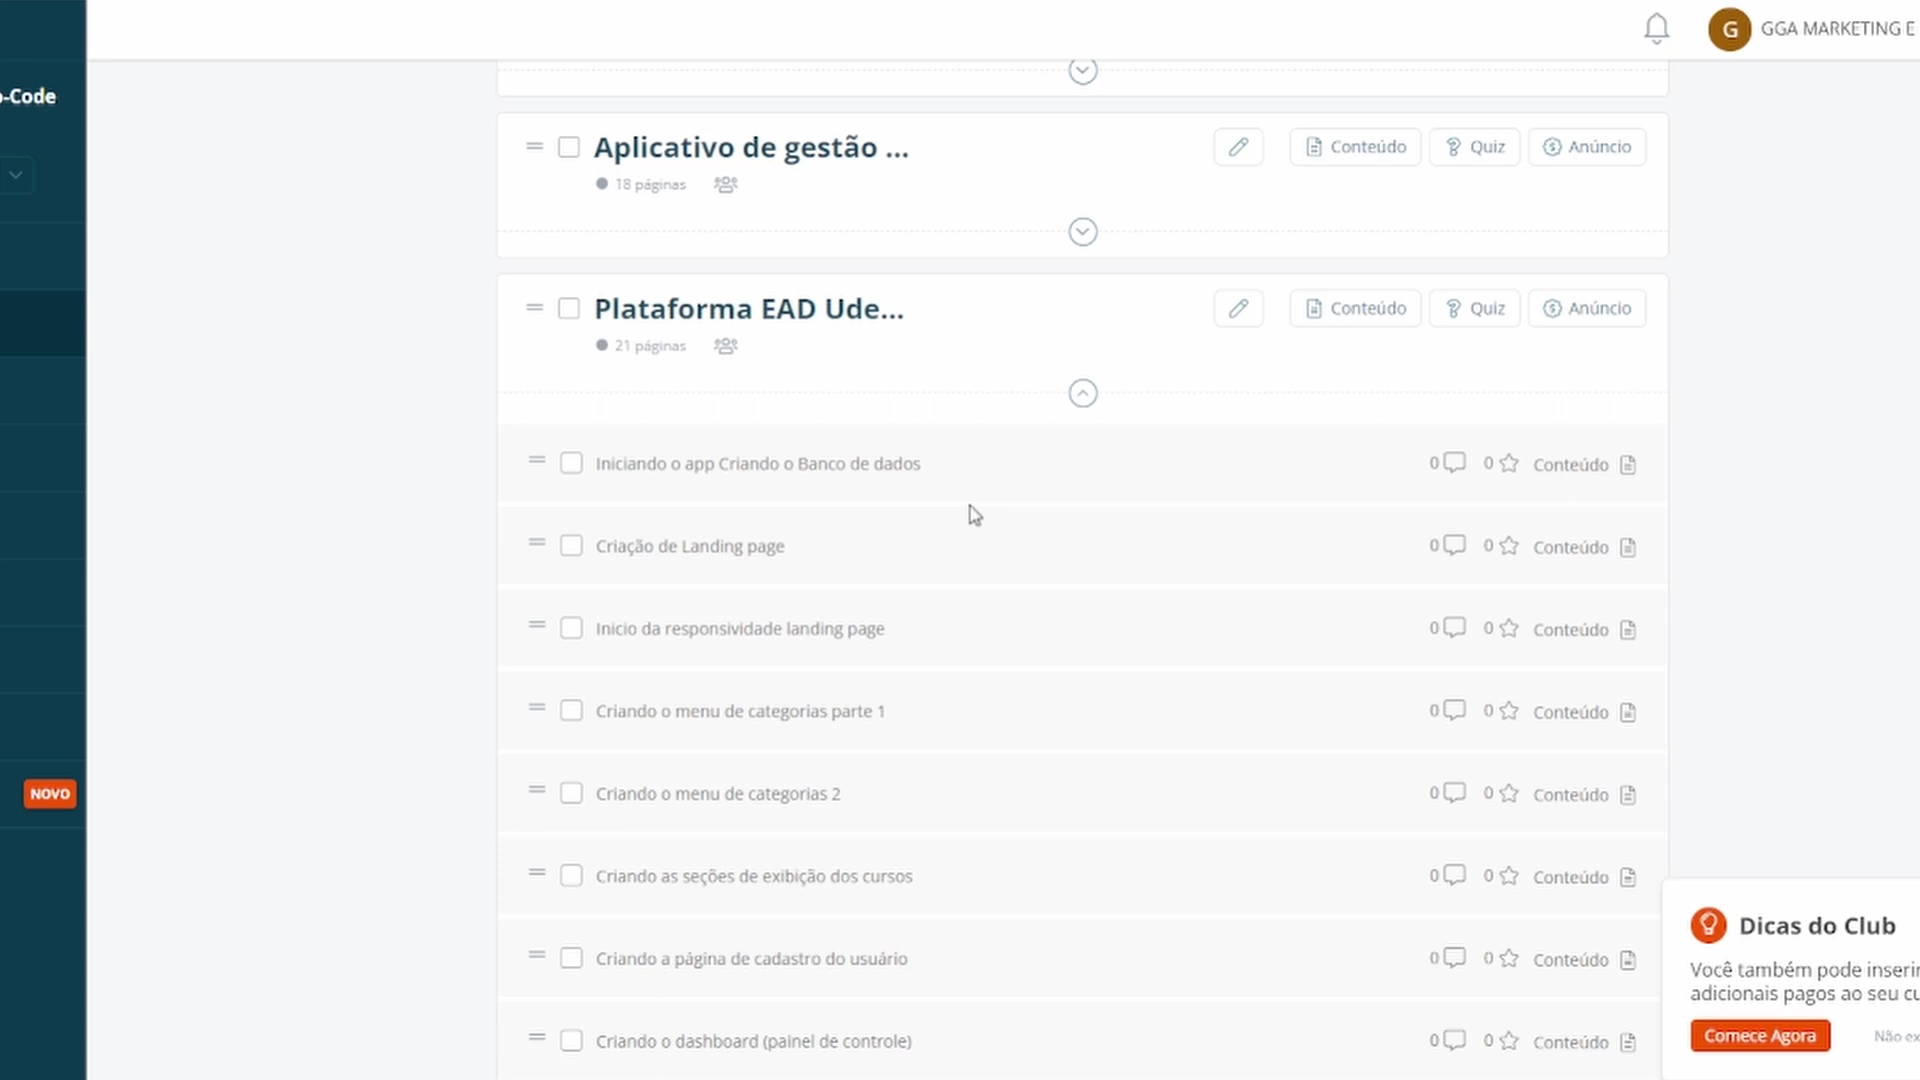 GGA MARKETING E
o-Code
Aplicativo de gestão ...
Conteúdo
Quiz
Anúncio
18 páginas
Plataforma EAD Ude...
Conteúdo
Quiz
Anúncio
21 páginas
Iniciando o app Criando o Banco de dados
0 0 Conteúdo
Criação de Landing page
0 0 Conteúdo
Inicio da responsividade landing page
0 0 Conteúdo
Criando o menu de categorias parte 1
0 0 Conteúdo
Criando o menu de categorias 2
0 0 Conteúdo
NOVO
Criando as seções de exibição dos cursos
0 0 Conteúdo
Criando a página de cadastro do usuário
0 0 Conteúdo
Criando o dashboard (painel de controle)
0 0 Conteúdo
Dicas do Club
Você também pode inserir
adicionais pagos ao seu cu
Comece Agora
Não ex
G